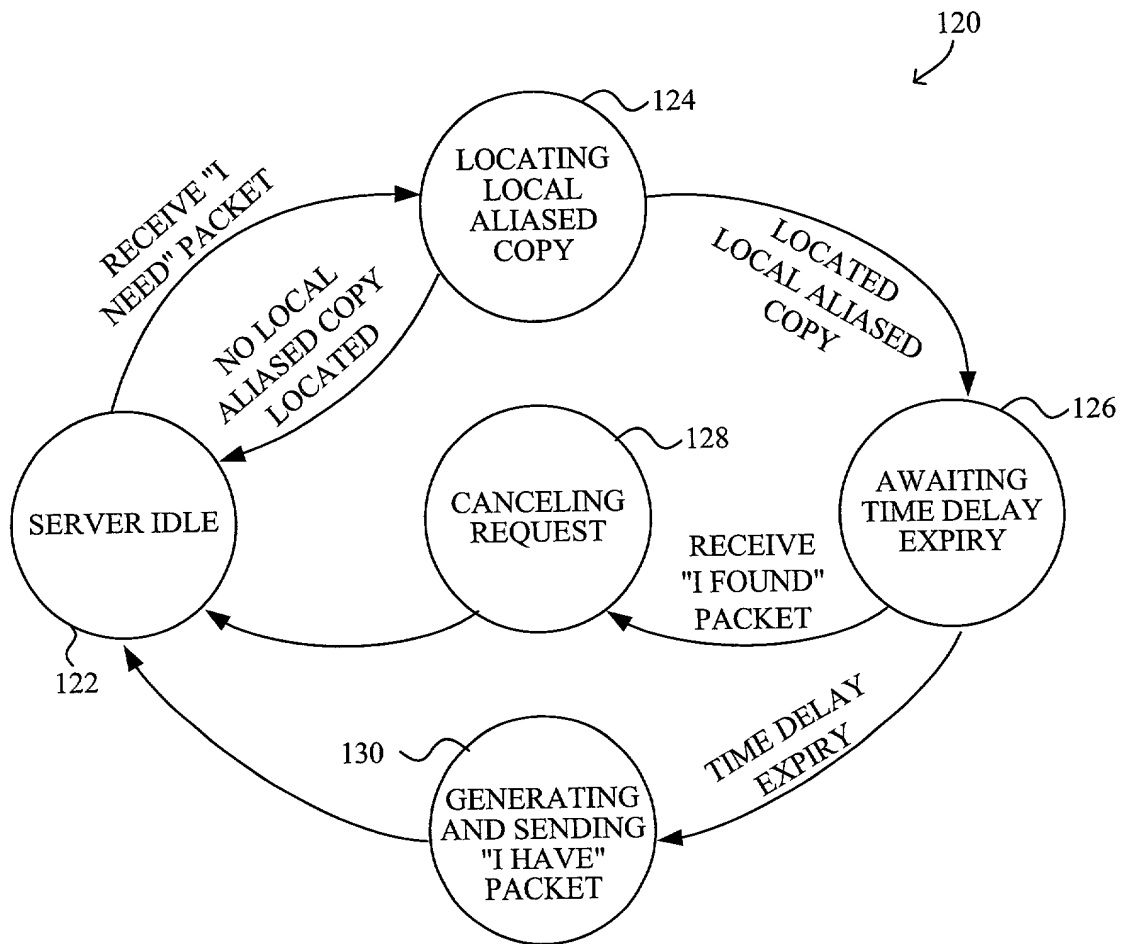 120
124
LOCATING
LOCAL
ALIASED
COPY
RECEIVE "I
NEED" PACKET
NO LOCAL
ALIASED COPY
LOCATED
LOCATED
LOCAL ALIASED
COPY
126
128
SERVER IDLE
CANCELING
REQUEST
AWAITING
TIME DELAY
EXPIRY
RECEIVE
"I FOUND"
PACKET
122
TIME DELAY
EXPIRY
130
GENERATING
AND SENDING
"I HAVE"
PACKET